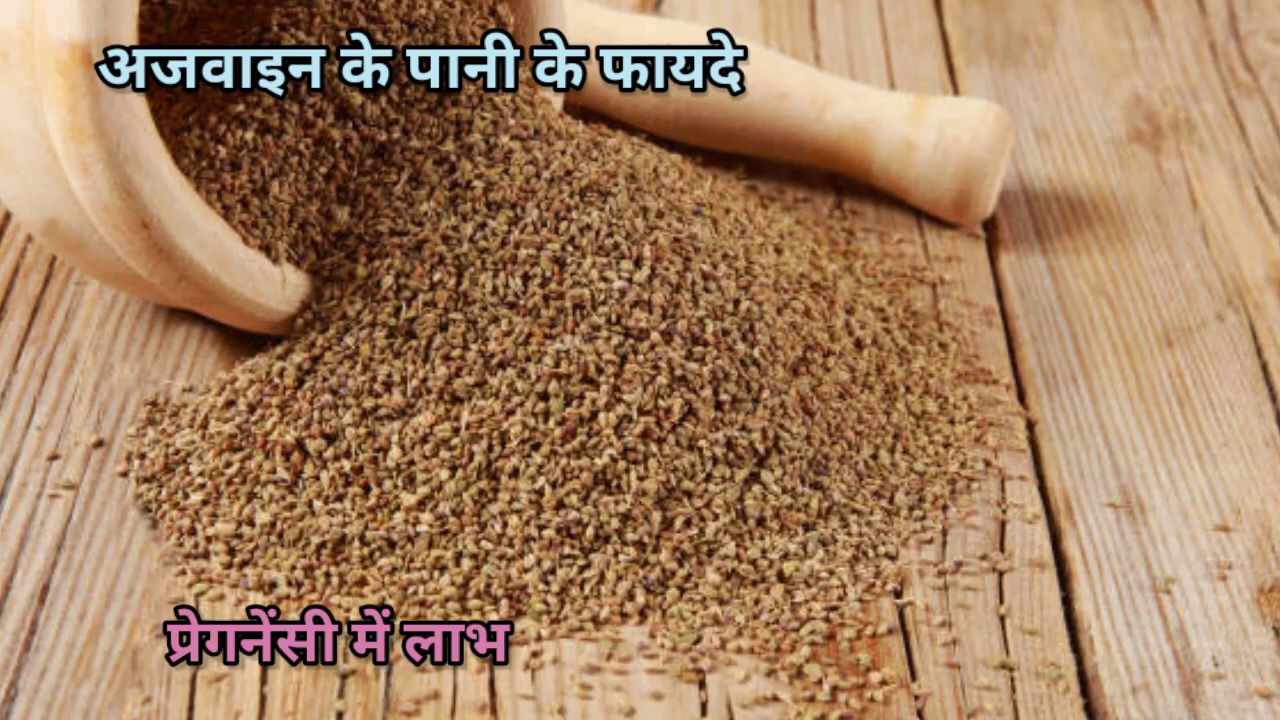 अजवाइन के पानी के फायदे
प्रेगनेंसी में लाभ